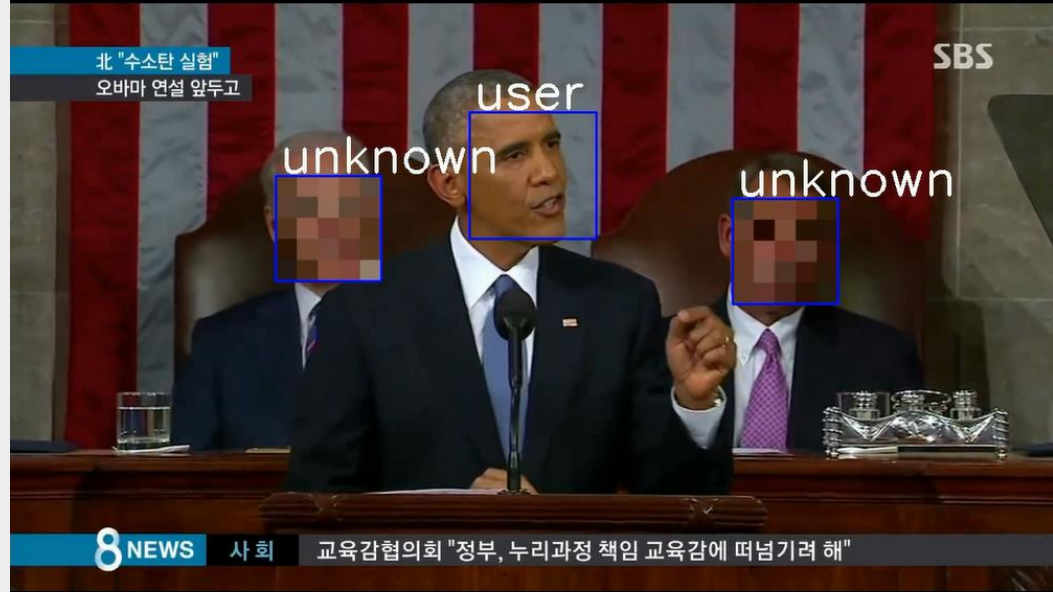 北 "수소탄 실험"
오바마 연설 앞두고
SBS
user
unknown
unknown
8 NEWS
사회
교육감협의회 "정부, 누리과정 책임 교육감에 떠넘기려 해"